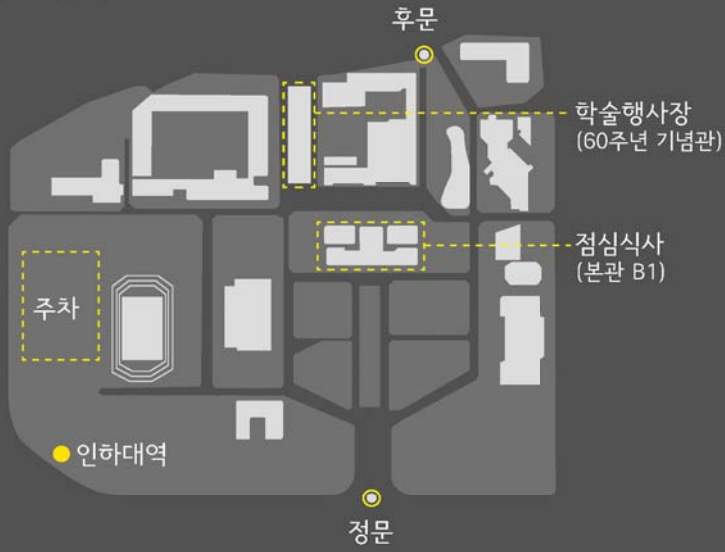 후문
학술행사장
(60주년 기념관)
점심식사
(본관 B1)
주차
인하대역
정문